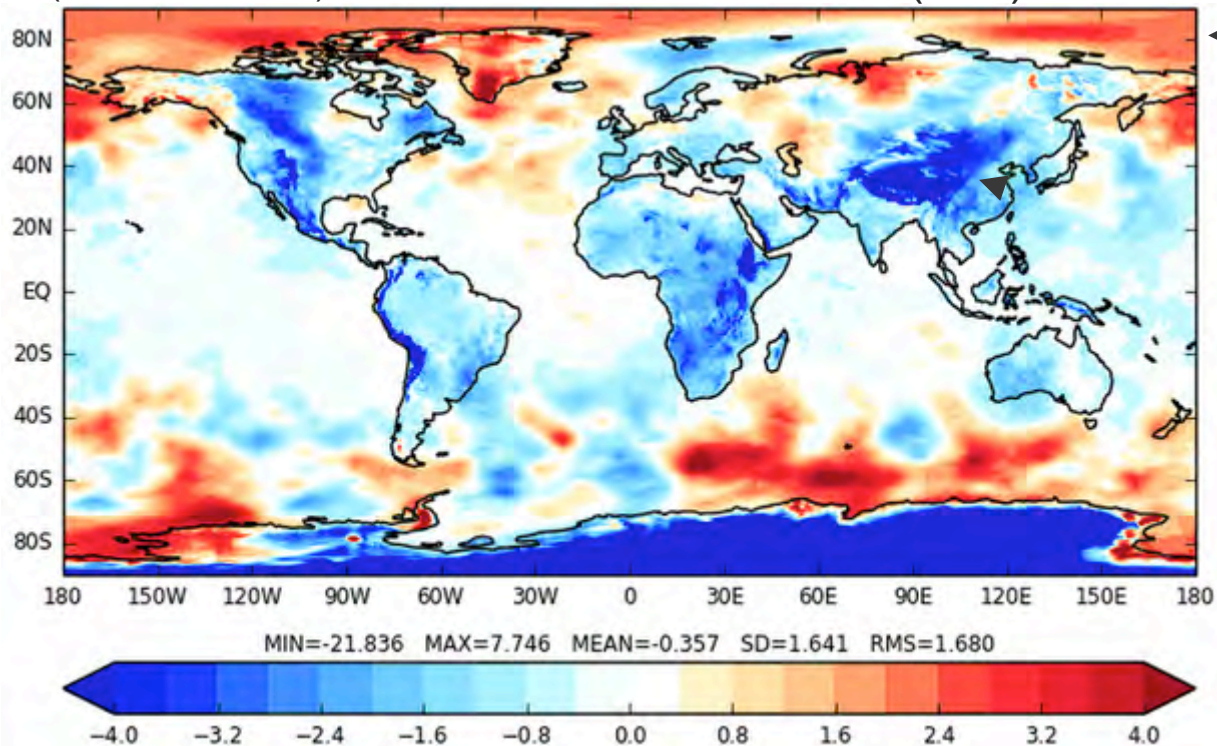 80N
60N
40N
20N
EQ
20S
40S
60S
80S
180 150W 120W 90W 60W 30W 0 30E 60E 90E 120E 150E 180
MIN=-21.836 MAX=7.746 MEAN=-0.357 SD=1.641 RMS=1.680
−4.0 −3.2 −2.4 −1.6 −0.8 0.0 0.8 1.6 2.4 3.2 4.0